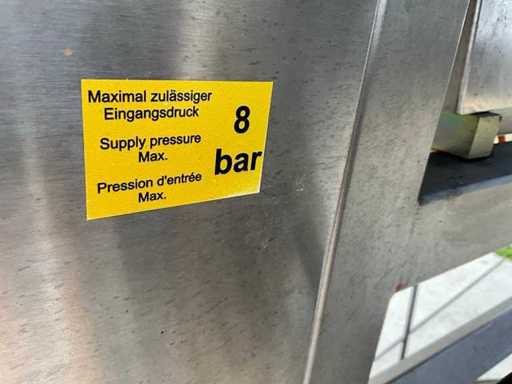 Maximal zulässiger
Eingangsdruck
Supply pressure
Max.
Pression d'entrée
Max.
8
bar